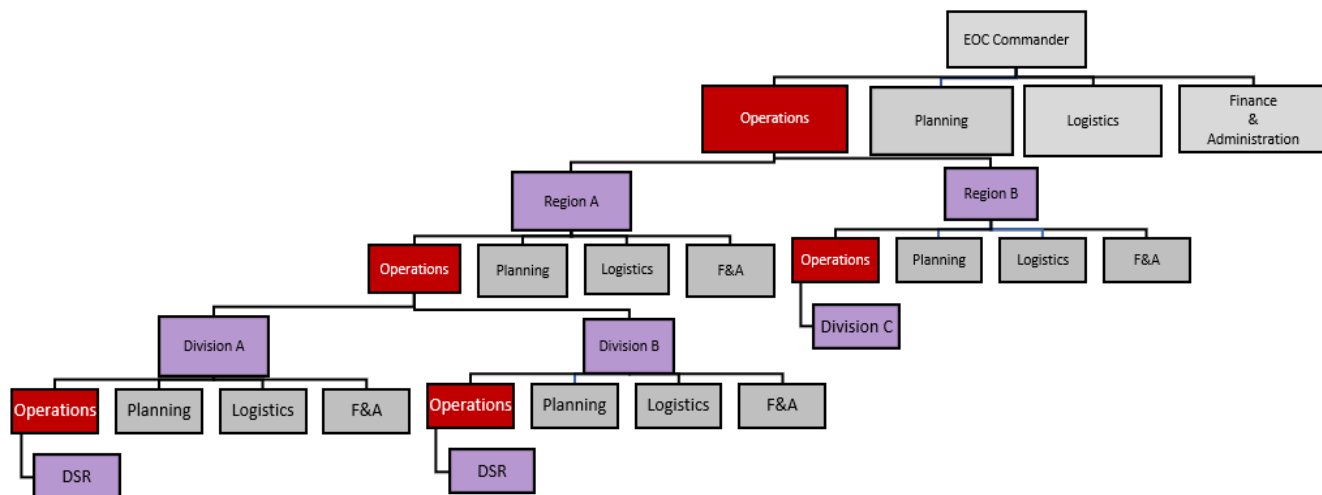 EOC Commander
Operations
Planning
Logistics
Finance
&
Administration
Region A
Region B
Operations
Planning
Logistics
F&A
Operations
Planning
Logistics
F&A
Division A
Division B
Division C
Operations
Planning
Logistics
F&A
Operations
Planning
Logistics
F&A
DSR
DSR